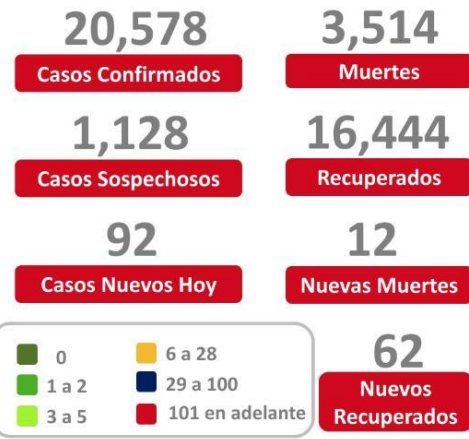 20,578
Casos Confirmados
3,514
Muertes
1,128
Casos Sospechosos
16,444
Recuperados
92
Casos Nuevos Hoy
12
Nuevas Muertes
0
1 a 2
3 a 5
6 a 28
29 a 100
101 en adelante
62
Nuevos
Recuperados